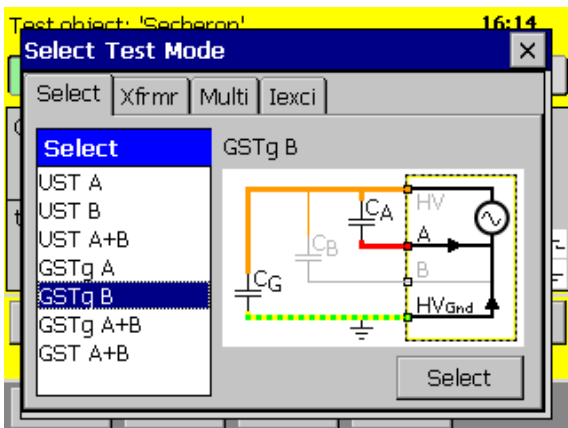 Test object: 'Secheron' 16:14
Select Test Mode
Select Xfrmr Multi Iexci
Select
GSTg B
UST A
UST B
UST A+B
GSTg A
GSTg B
GSTg A+B
GST A+B
HV
CA
A
CB
B
CG
HVGnd
Select